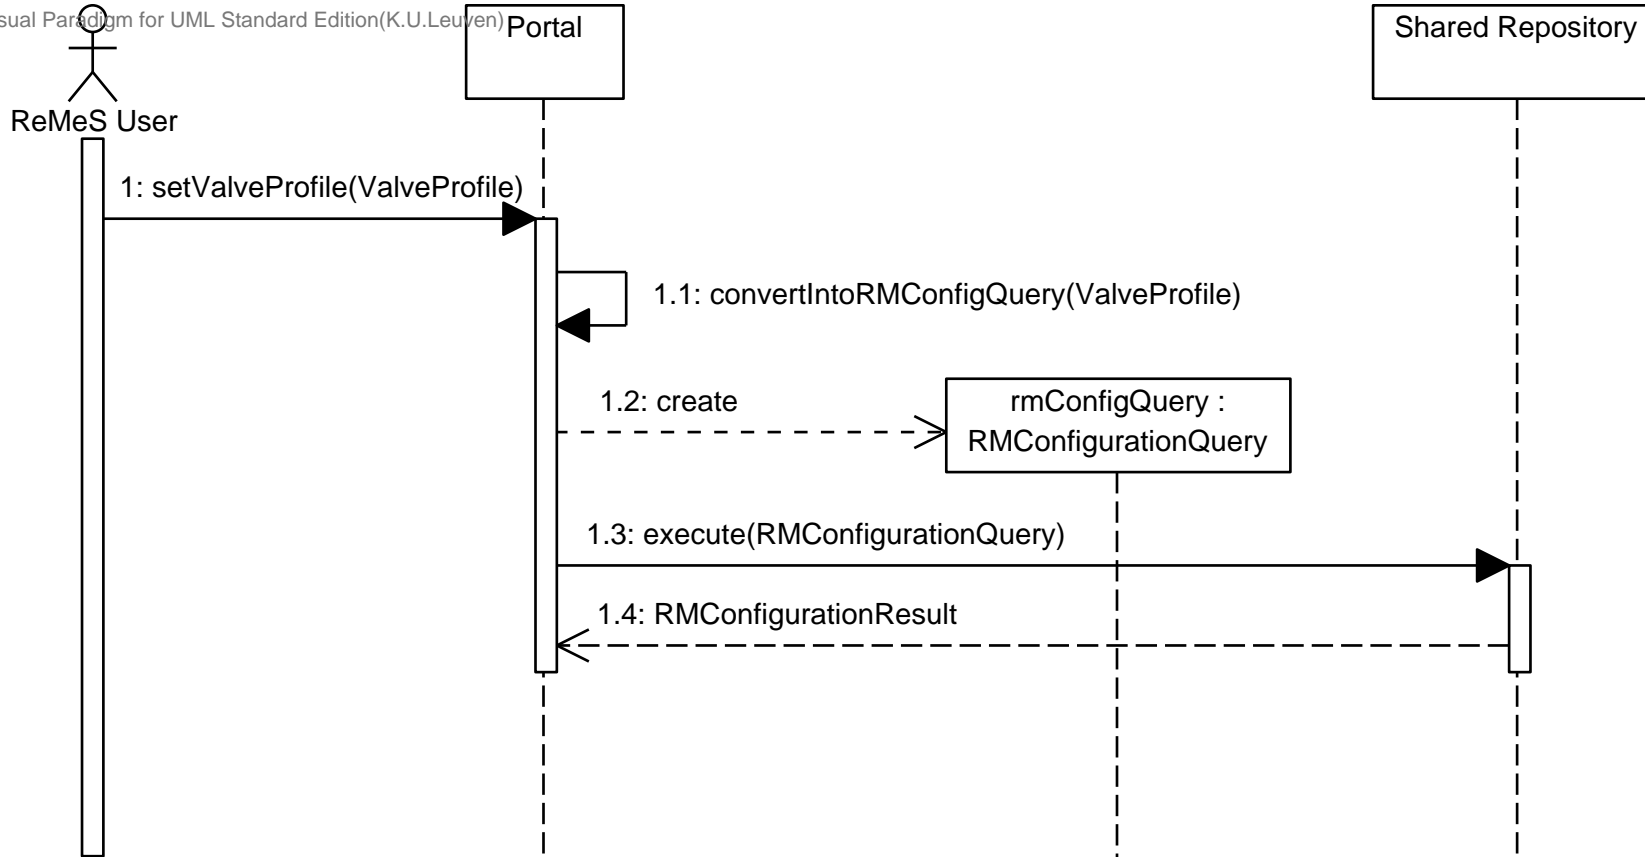 sual Paradigm for UML Standard Edition(K.U.Leuven)
Portal
Shared Repository
ReMeS User
1: setValveProfile(ValveProfile)
1.1: convertIntoRMConfigQuery(ValveProfile)
1.2: create
rmConfigQuery :
RMConfigurationQuery
1.3: execute(RMConfigurationQuery)
1.4: RMConfigurationResult